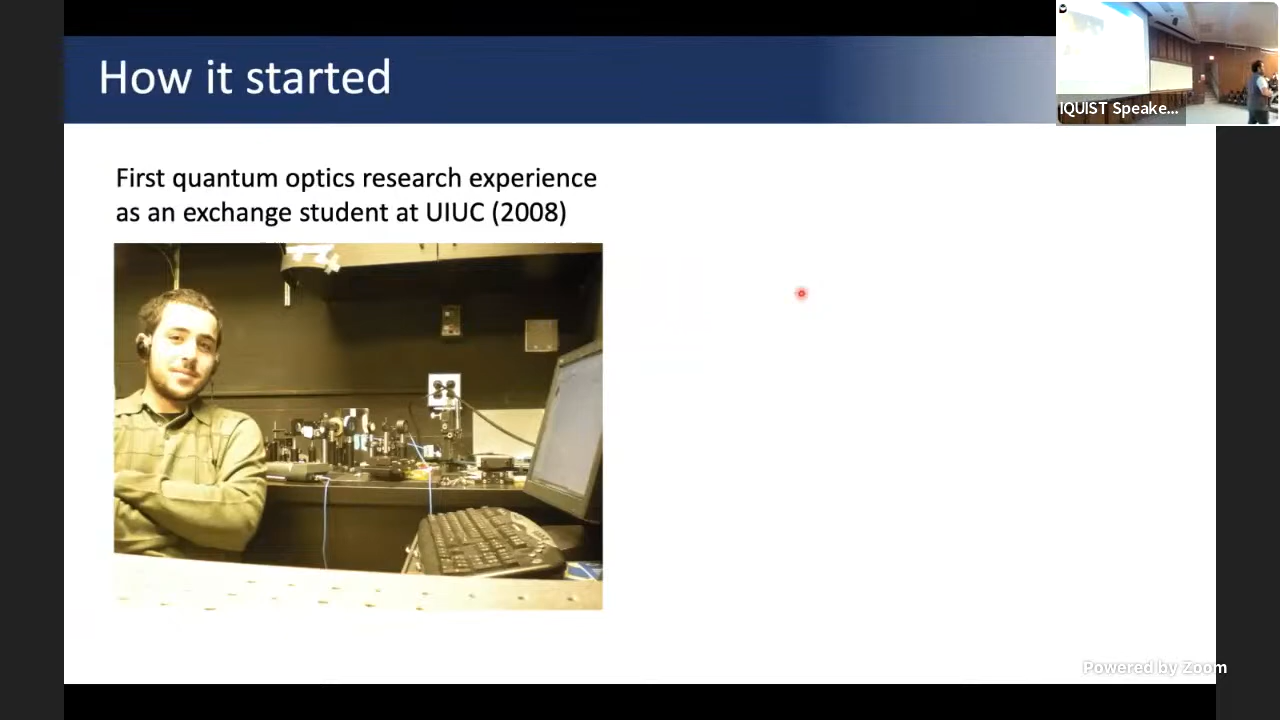 How it started
IQUIST Speake...
First quantum optics research experience
as an exchange student at UIUC (2008)
Powered by Zoom